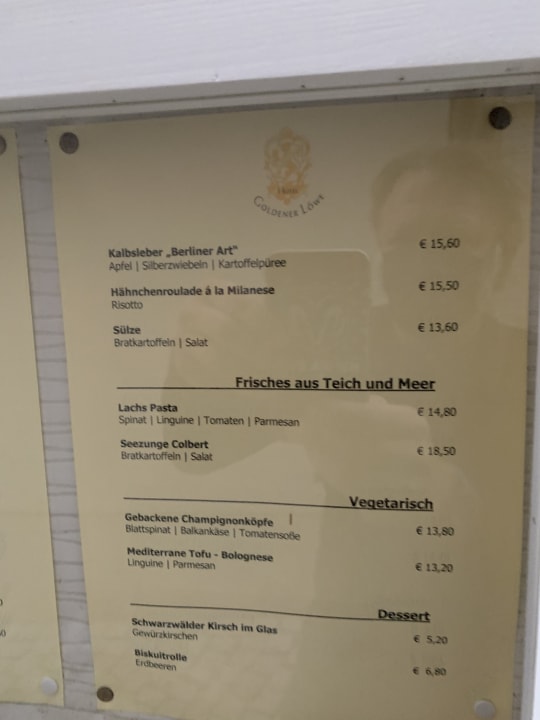 Hotel
GOLDENER LÖWE
Kalbsleber „Berliner Art"
€ 15,60
Apfel | Silberzwiebeln | Kartoffelpüree
Hähnchenroulade á la Milanese
€ 15,50
Risotto
Sülze
€ 13,60
Bratkartoffeln | Salat
Frisches aus Teich und Meer
Lachs Pasta
€ 14,80
Spinat | Linguine | Tomaten | Parmesan
Seezunge Colbert
€ 18,50
Bratkartoffeln | Salat
Vegetarisch
Gebackene Champignonköpfe
€ 13,80
Blattspinat | Balkankäse | Tomatensoße
Mediterrane Tofu - Bolognese
€ 13,20
Linguine | Parmesan
Dessert
Schwarzwälder Kirsch im Glas
€ 5,20
Gewürzkirschen
Biskuitrolle
€ 6,80
Erdbeeren